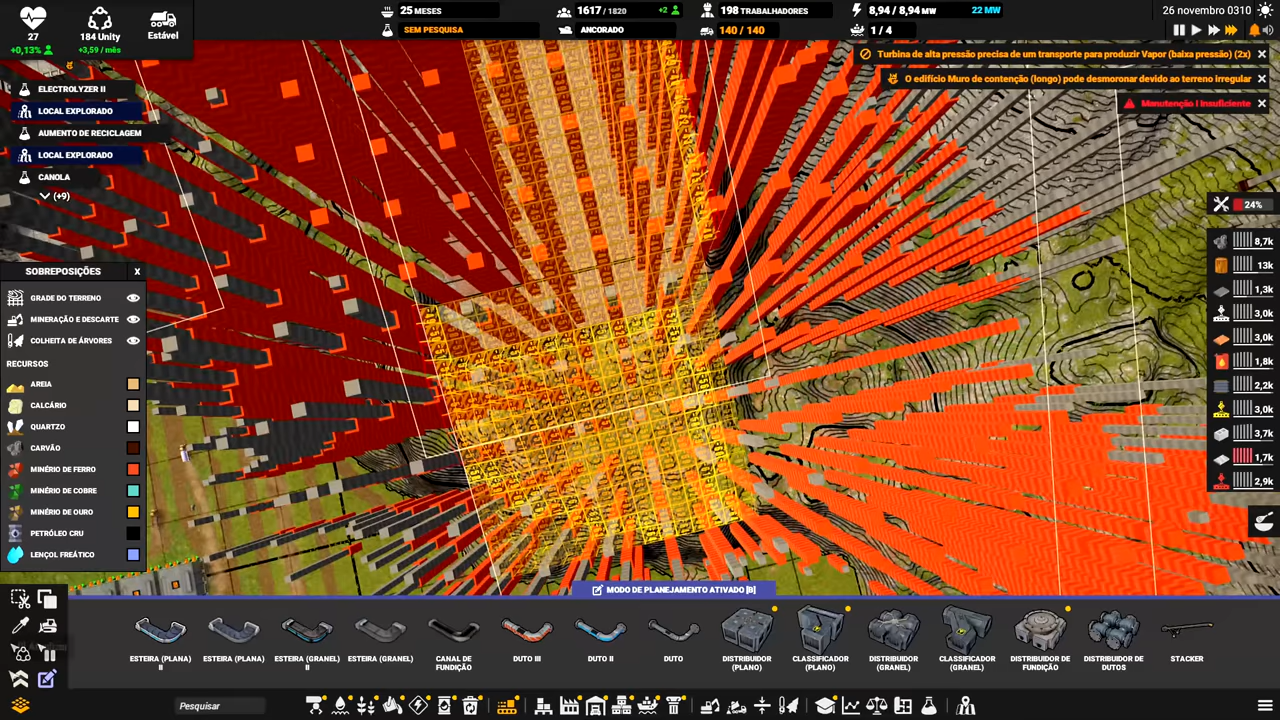 25 MESES
1617 / 1820
+2
198 TRABALHADORES
8,94 / 8,94 MW
22 MW
26 novembro 0310
27
184 Unity
Estável
+0,13%
+3,59 / mês
SEM PESQUISA
ANCORADO
140 / 140
1 / 4
Turbina de alta pressão precisa de um transporte para produzir Vapor (baixa pressão) (2x)
O edifício Muro de contenção (longo) pode desmoronar devido ao terreno irregular
Manutenção I Insuficiente
ELECTROLYZER II
LOCAL EXPLORADO
AUMENTO DE RECICLAGEM
LOCAL EXPLORADO
CANOLA
(+9)
24%
8,7k
13k
1,3k
3,0k
3,0k
1,8k
2,2k
3,0k
3,7k
1,7k
2,9k
SOBREPOSIÇÕES
x
GRADE DO TERRENO
MINERAÇÃO E DESCARTE
COLHEITA DE ÁRVORES
RECURSOS
AREIA
CALCÁRIO
QUARTZO
CARVÃO
MINÉRIO DE FERRO
MINÉRIO DE COBRE
MINÉRIO DE OURO
PETRÓLEO CRU
LENÇOL FREÁTICO
MODO DE PLANEJAMENTO ATIVADO [B]
ESTEIRA (PLANA) II
ESTEIRA (PLANA)
ESTEIRA (GRANEL) II
ESTEIRA (GRANEL)
CANAL DE FUNDIÇÃO
DUTO III
DUTO II
DUTO
DISTRIBUIDOR (PLANO)
CLASSIFICADOR (PLANO)
DISTRIBUIDOR (GRANEL)
CLASSIFICADOR (GRANEL)
DISTRIBUIDOR DE FUNDIÇÃO
DISTRIBUIDOR DE DUTOS
STACKER
Pesquisar